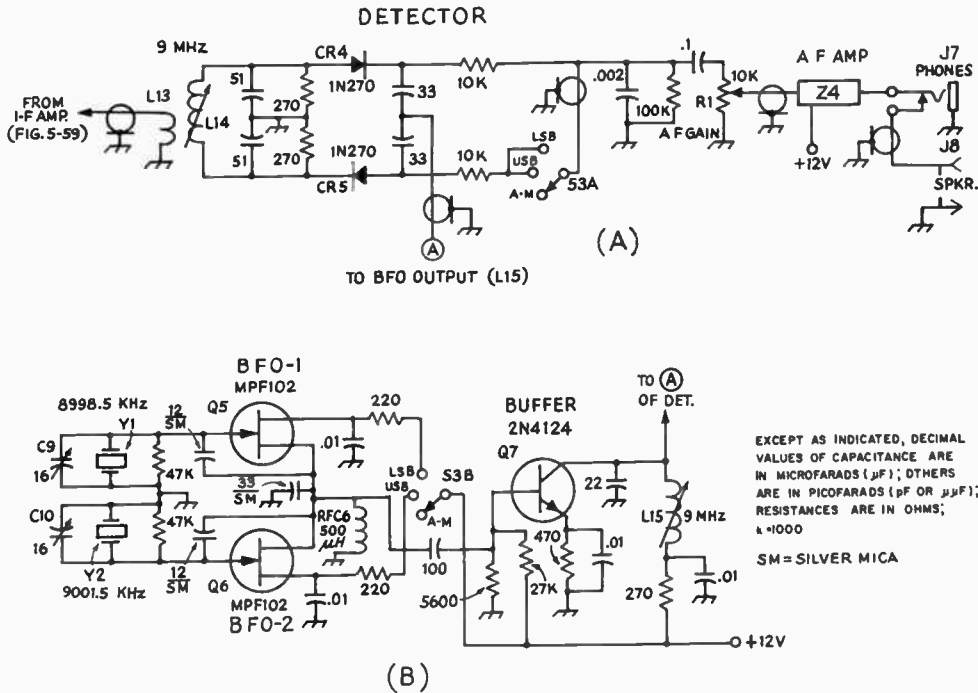 DETECTOR
9 MHz
CR4
1N270
51
270
33
10K
.002
100K
.1
10K
R1
A F GAIN
A F AMP
Z4
+12V
J7
PHONES
J8
SPKR.
FROM
I-F AMP.
(FIG. 5-59)
L13
L14
51
270
1N270
CR5
33
10K
LSB
USB
A-M
S3A
A
TO BFO OUTPUT (L15)
(A)
BFO-1
MPF102
8998.5 KHz
Y1
12
SM
Q5
220
.01
C9
16
47K
33
SM
LSB
USB
S3B
A-M
C10
16
47K
RFC6
500
μH
Y2
9001.5 KHz
12
SM
Q6
MPF102
BFO-2
.01
220
100
5600
BUFFER
2N4124
Q7
27K
470
.01
22
TO A
OF DET.
L15
9 MHz
270
.01
+12V
(B)
EXCEPT AS INDICATED, DECIMAL
VALUES OF CAPACITANCE ARE
IN MICROFARADS (μF); OTHERS
ARE IN PICOFARADS (pF OR μμF);
RESISTANCES ARE IN OHMS;
k=1000
SM=SILVER MICA